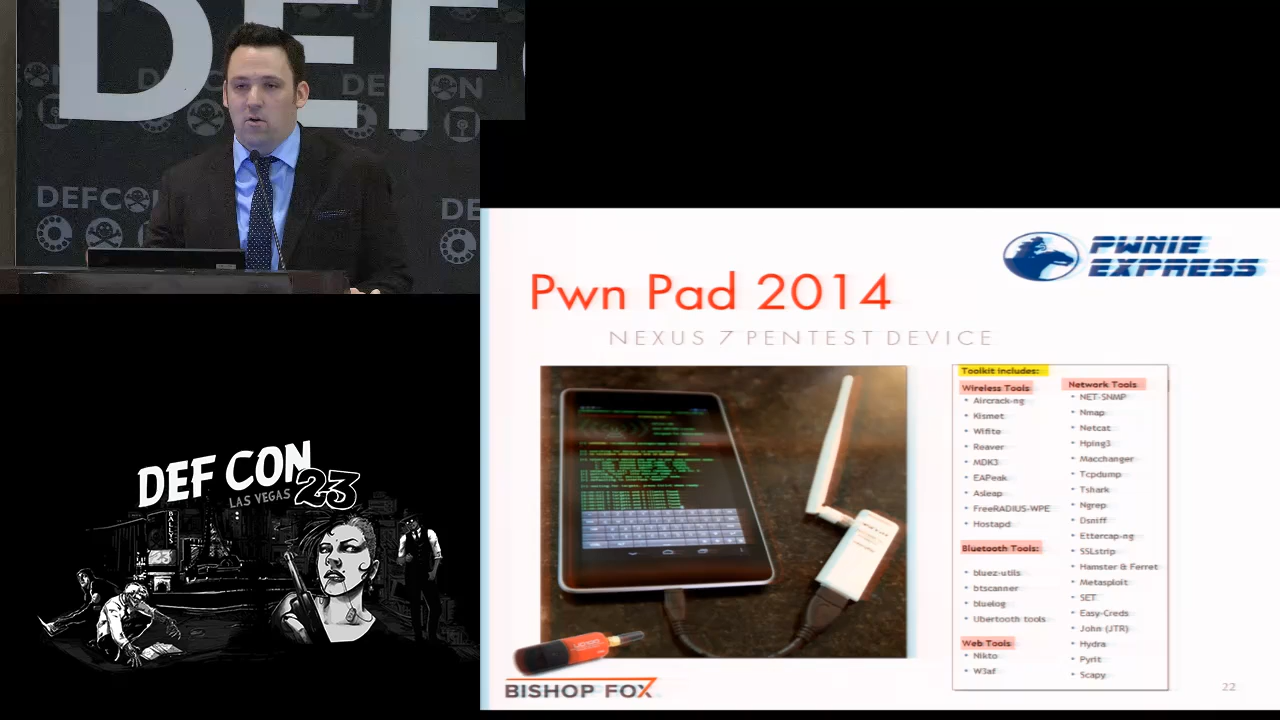 DEF
DEFCON
DE
DEF CON
LAS VEGAS
23
PWNIE
EXPRESS
Pwn Pad 2014
NEXUS 7 PENTEST DEVICE
Toolkit includes:
Wireless Tools
• Aircrack-ng
• Kismet
• Wifite
• Reaver
• MDK3
• EAPeak
• Asleap
• FreeRADIUS-WPE
• Hostapd
Bluetooth Tools:
• bluez-utils
• btscanner
• bluelog
• Ubertooth tools
Web Tools
• Nikto
• W3af
Network Tools
• NET-SNMP
• Nmap
• Netcat
• Hping3
• Macchanger
• Tcpdump
• Tshark
• Ngrep
• Dsniff
• Ettercap-ng
• SSLstrip
• Hamster & Ferret
• Metasploit
• SET
• Easy-Creds
• John (JTR)
• Hydra
• Pyrit
• Scapy
BISHOP FOX
22